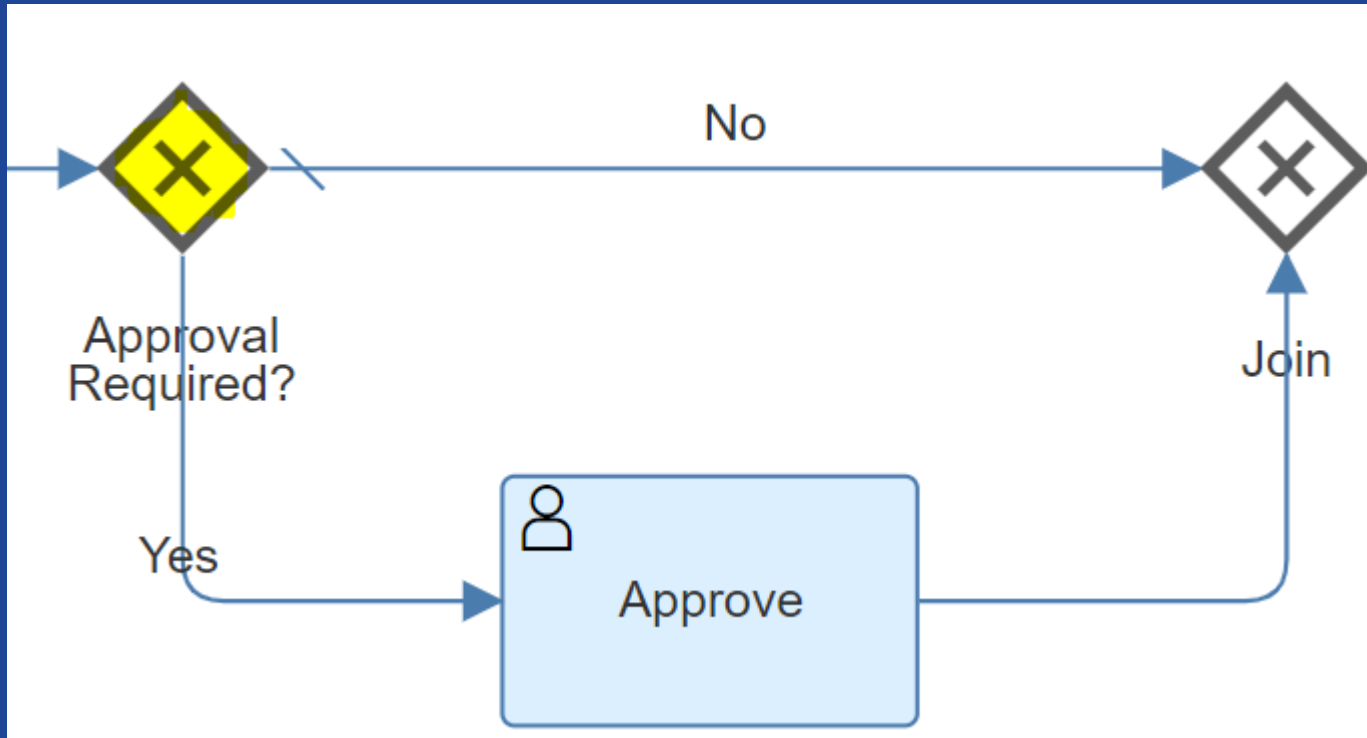 No
Approval
Required?
Join
Yes
Approve